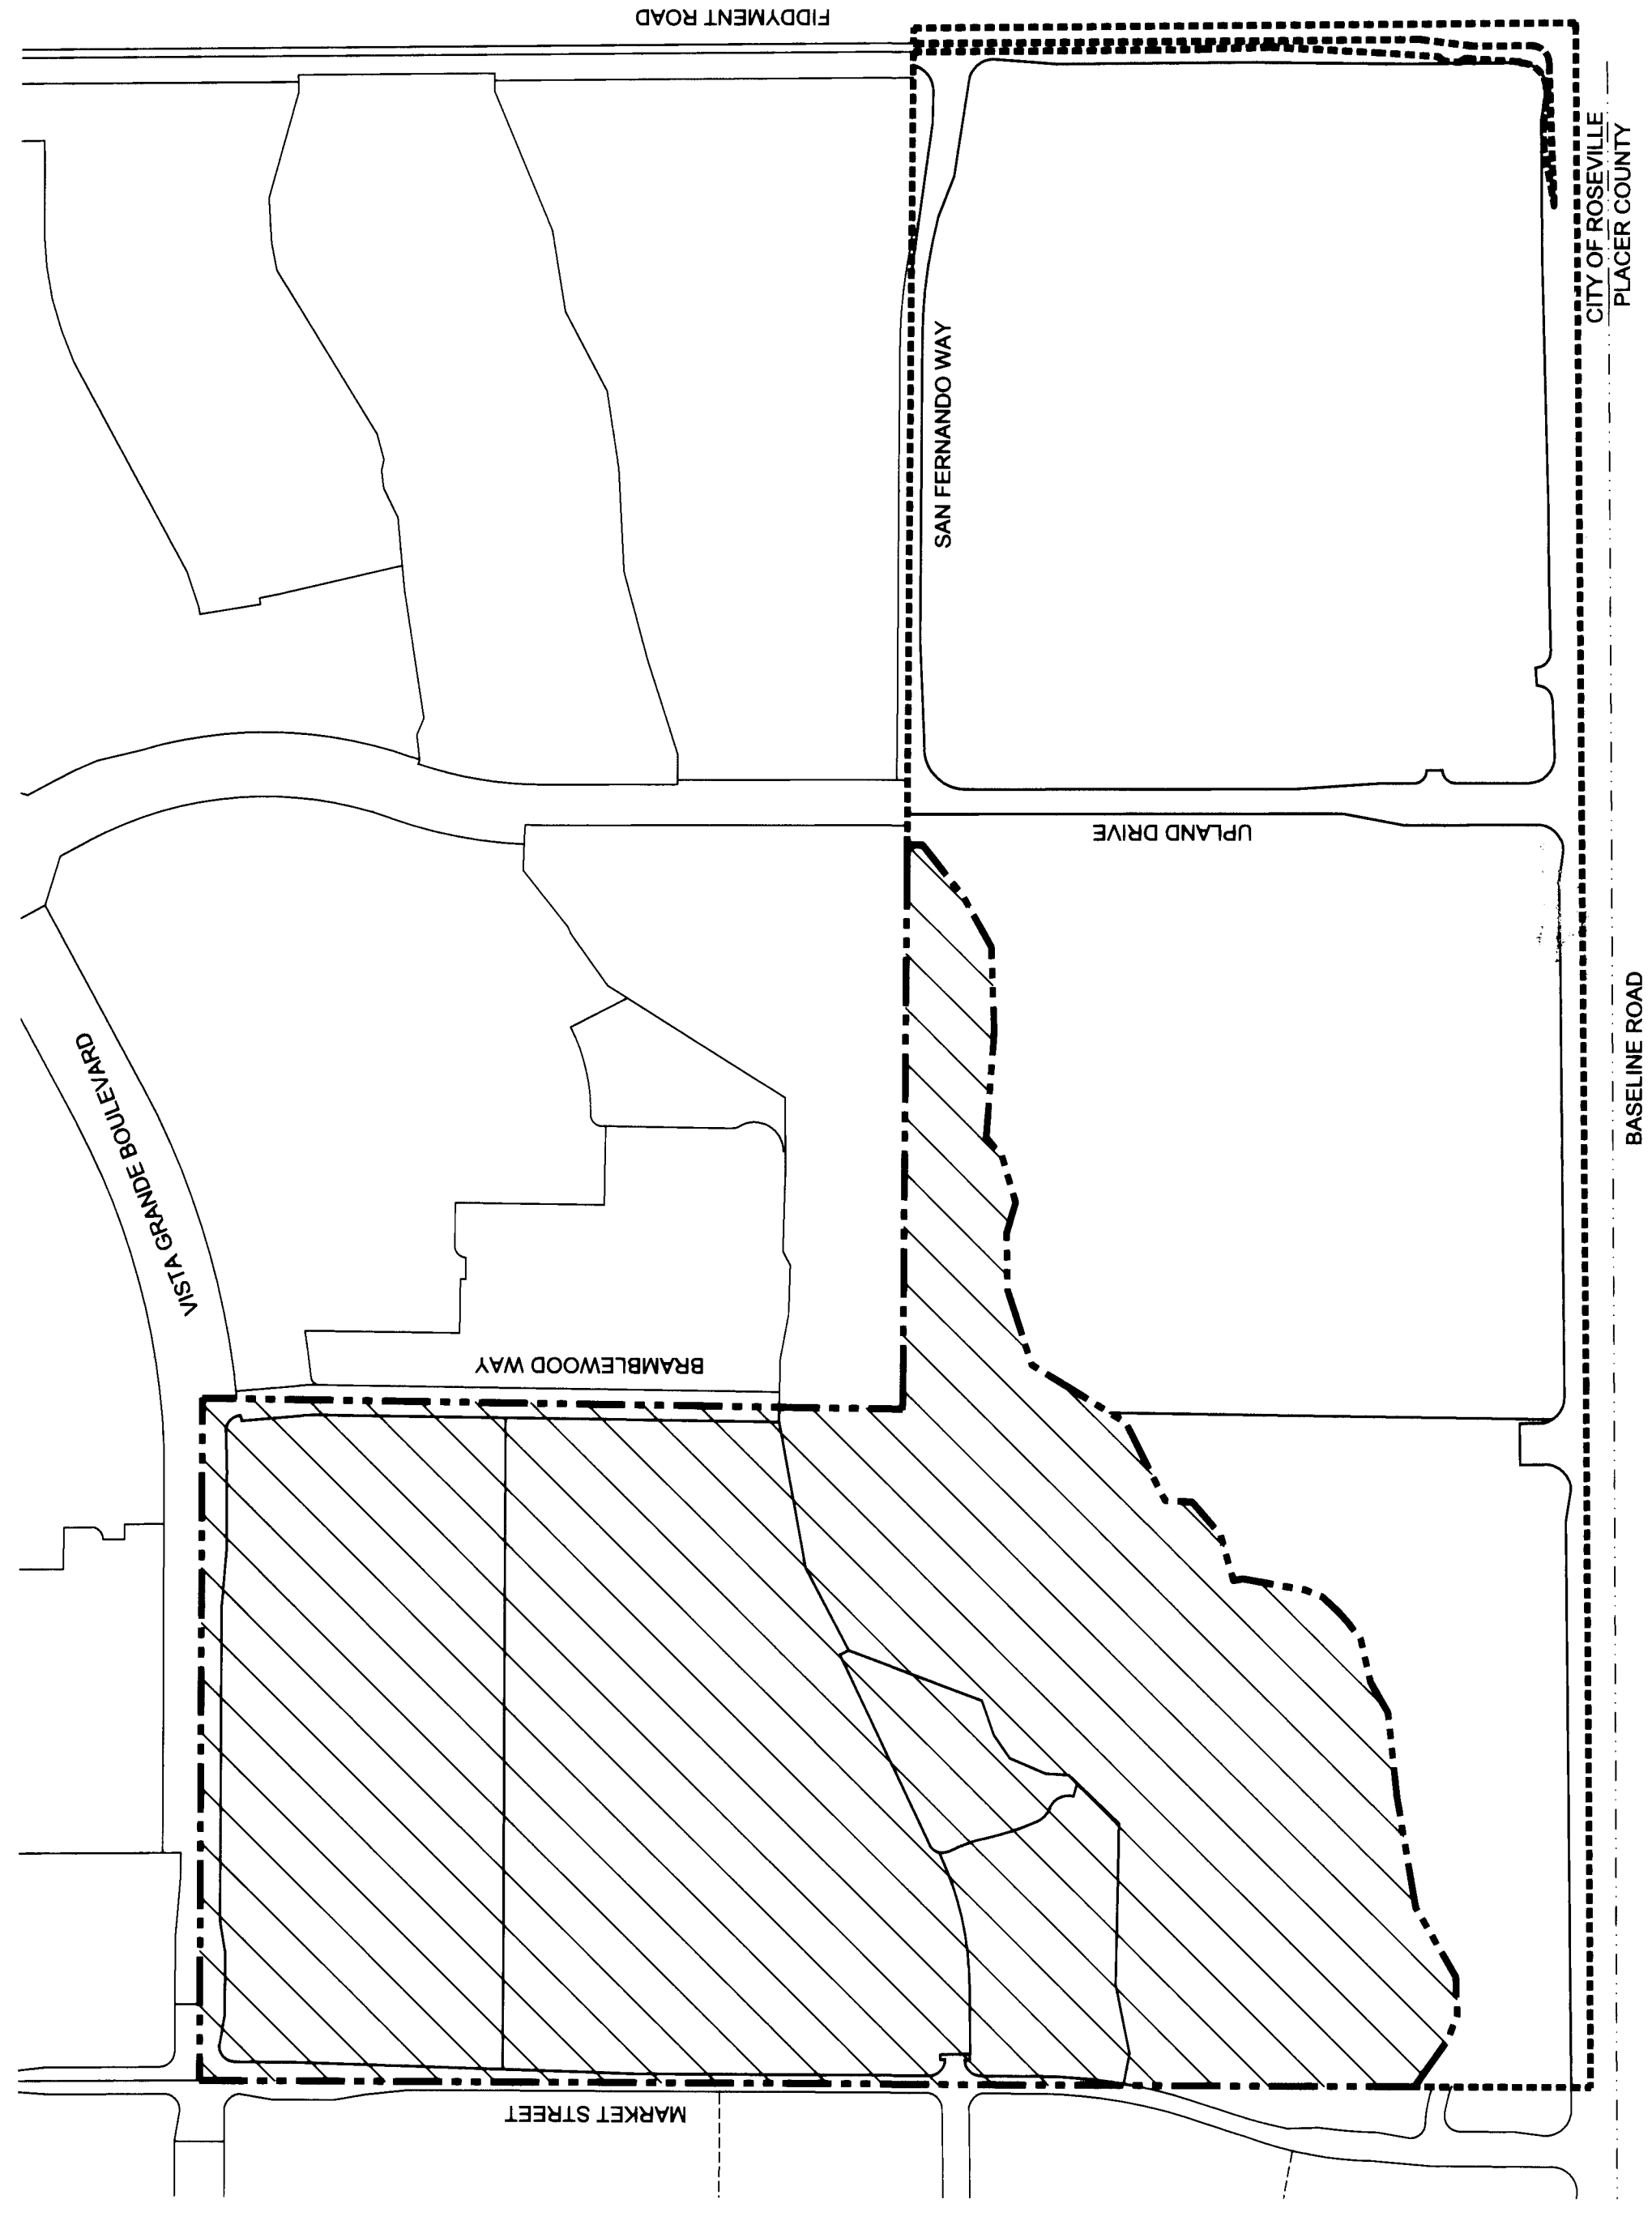 FIDDYMENT ROAD
CITY OF ROSEVILLE
PLACER COUNTY
SAN FERNANDO WAY
UPLAND DRIVE
BASELINE ROAD
VISTA GRANDE BOULEVARD
BRAMBLEWOOD WAY
MARKET STREET